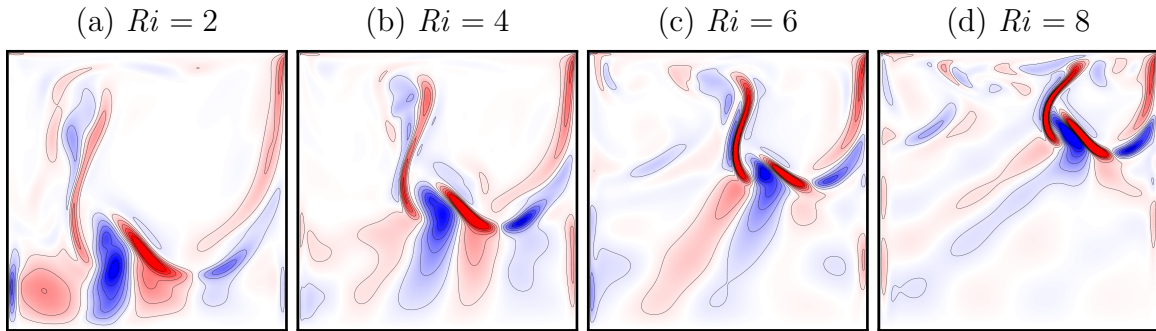 (a) Ri = 2 (b) Ri = 4 (c) Ri = 6 (d) Ri = 8